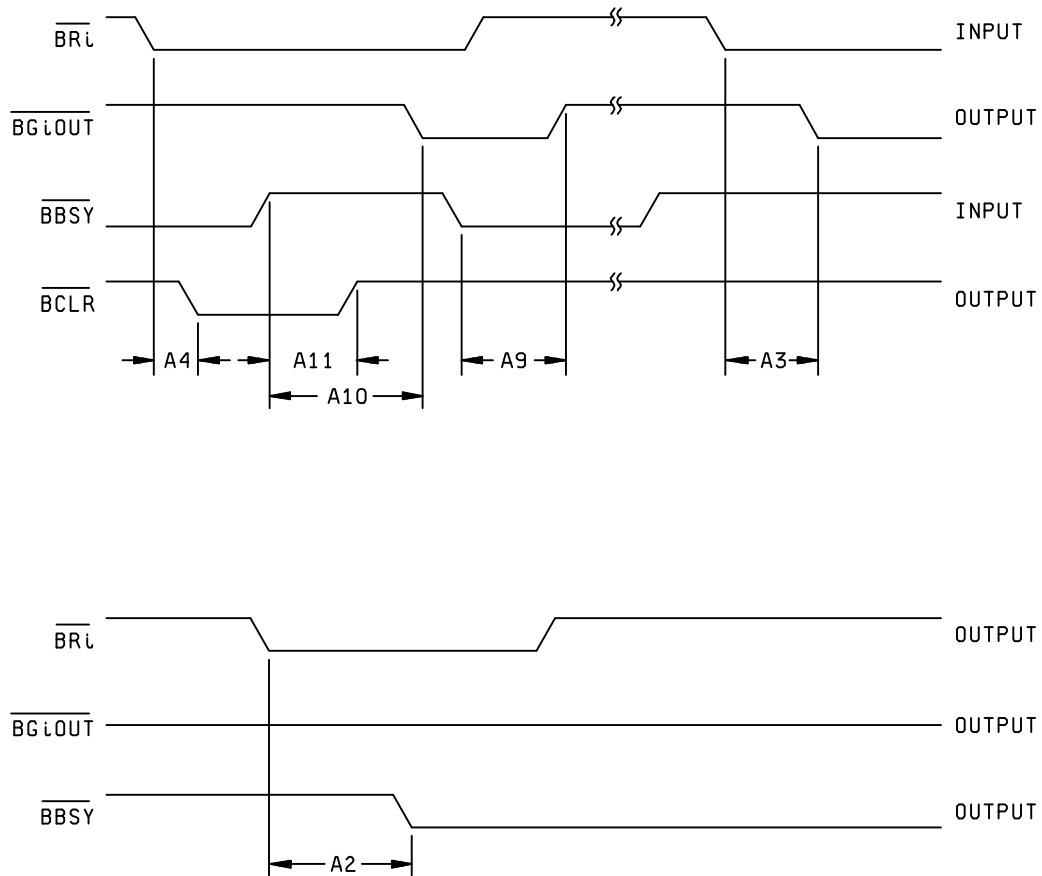 BRi INPUT
BGiOUT OUTPUT
BBSY INPUT
BCLR OUTPUT
A4 A11 A9 A3
A10
BRi OUTPUT
BGiOUT OUTPUT
BBSY OUTPUT
A2